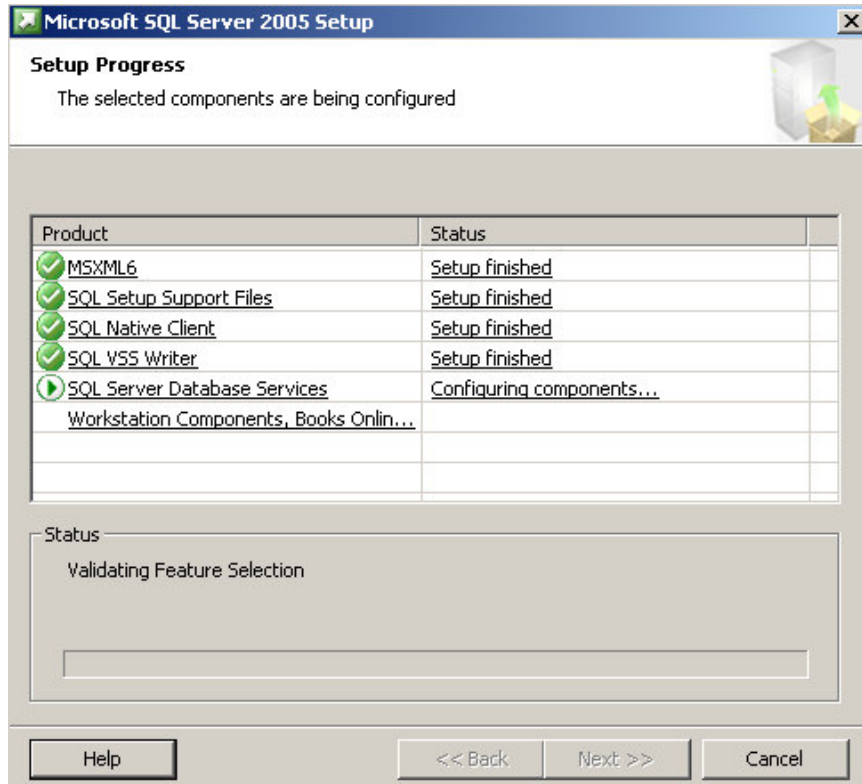 Microsoft SQL Server 2005 Setup
Setup Progress
The selected components are being configured
Product Status
MSXML6 Setup finished
SQL Setup Support Files Setup finished
SQL Native Client Setup finished
SQL VSS Writer Setup finished
SQL Server Database Services Configuring components...
Workstation Components, Books Onlin...
Status
Validating Feature Selection
Help << Back Next >> Cancel